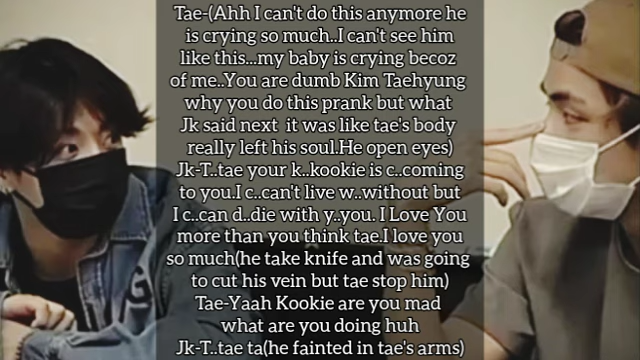 Tae-(Ahh I can't do this anymore he
is crying so much..I can't see him
like this...my baby is crying becoz
of me..You are dumb Kim Taehyung
why you do this prank but what
Jk said next it was like tae's body
really left his soul.He open eyes)
Jk-T..tae your k..kookie is c..coming
to you.I c..can't live w..without but
I c..can d..die with y..you. I Love You
more than you think tae.I love you
so much(he take knife and was going
to cut his vein but tae stop him)
Tae-Yaah Kookie are you mad
what are you doing huh
Jk-T..tae ta(he fainted in tae's arms)